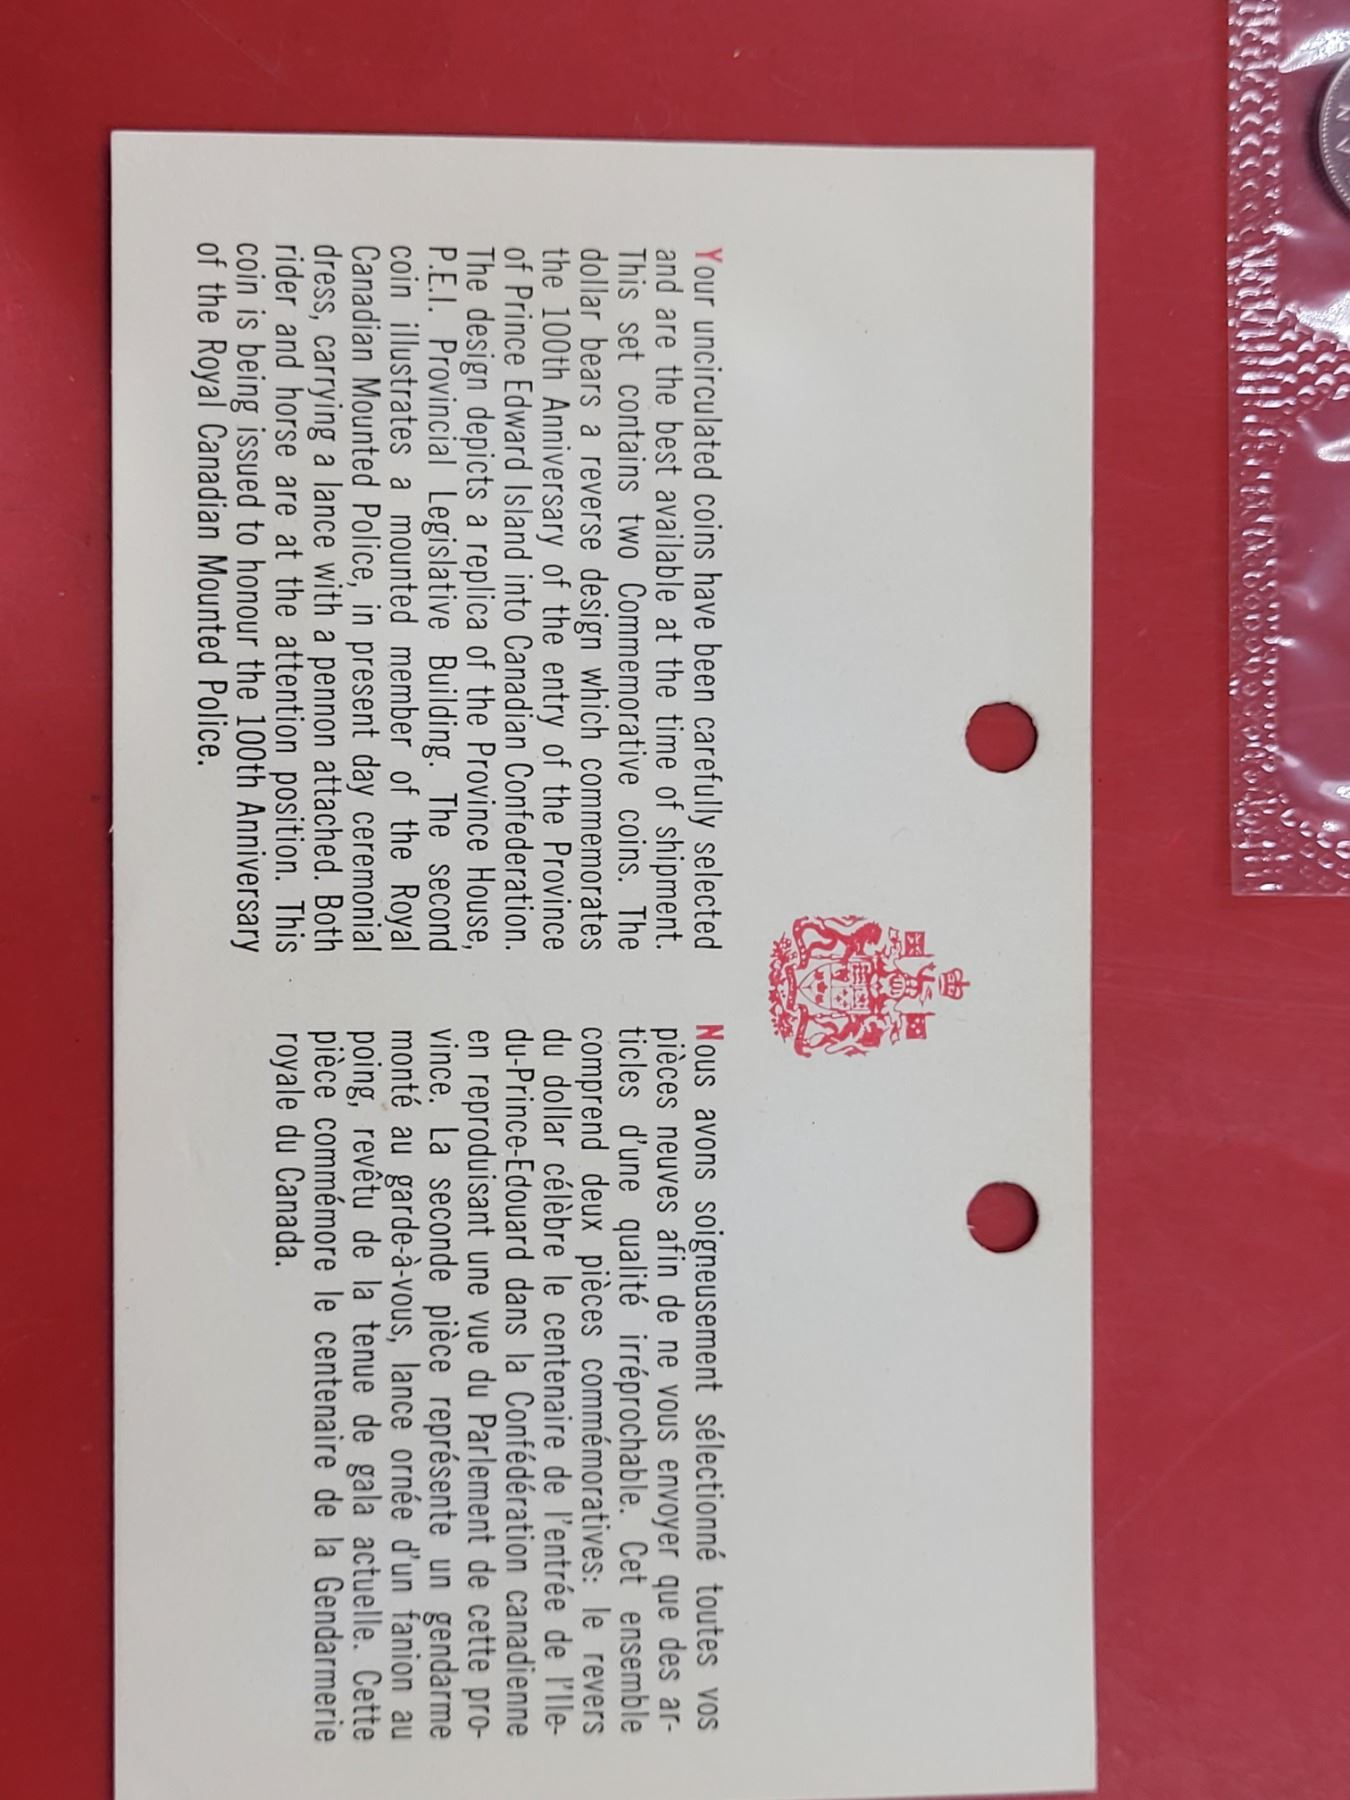 Your uncirculated coins have been carefully selected
and are the best available at the time of shipment.
This set contains two Commemorative coins. The
dollar bears a reverse design which commemorates
the 100th Anniversary of the entry of the Province
of Prince Edward Island into Canadian Confederation.
The design depicts a replica of the Province House,
P.E.I. Provincial Legislative Building. The second
coin illustrates a mounted member of the Royal
Canadian Mounted Police, in present day ceremonial
dress, carrying a lance with a pennon attached. Both
rider and horse are at the attention position. This
coin is being issued to honour the 100th Anniversary
of the Royal Canadian Mounted Police.
Nous avons soigneusement sélectionné toutes vos
pièces neuves afin de ne vous envoyer que des ar-
ticles d'une qualité irréprochable. Cet ensemble
comprend deux pièces commémoratives: le revers
du dollar célèbre le centenaire de l'entrée de l'Ile-
du-Prince-Edouard dans la Confédération canadienne
en reproduisant une vue du Parlement de cette pro-
vince. La seconde pièce représente un gendarme
monté au garde-à-vous, lance ornée d'un fanion au
poing, revêtu de la tenue de gala actuelle. Cette
pièce commémore le centenaire de la Gendarmerie
royale du Canada.